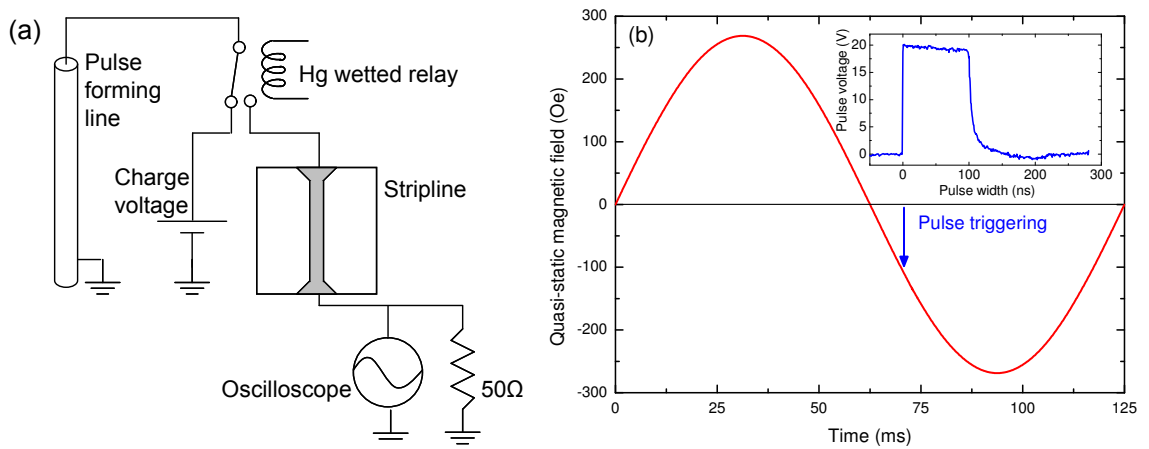 (a)
Pulse
forming
line
Hg wetted relay
Charge
voltage
Stripline
Oscilloscope
50Ω
(b)
Quasi-static magnetic field (Oe)
300
200
100
0
-100
-200
-300
0
25
50
75
100
125
Time (ms)
Pulse triggering
Pulse voltage (V)
20
15
10
5
0
0
100
200
300
Pulse width (ns)